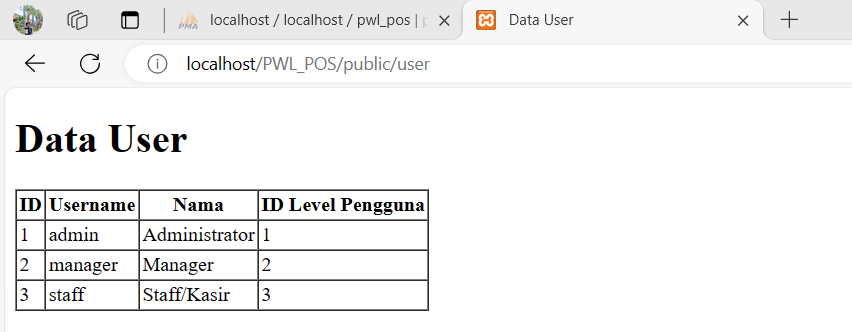 PMA localhost / localhost / pwl_pos | Data User
localhost/PWL_POS/public/user
Data User
ID Username Nama ID Level Pengguna
1 admin Administrator 1
2 manager Manager 2
3 staff Staff/Kasir 3